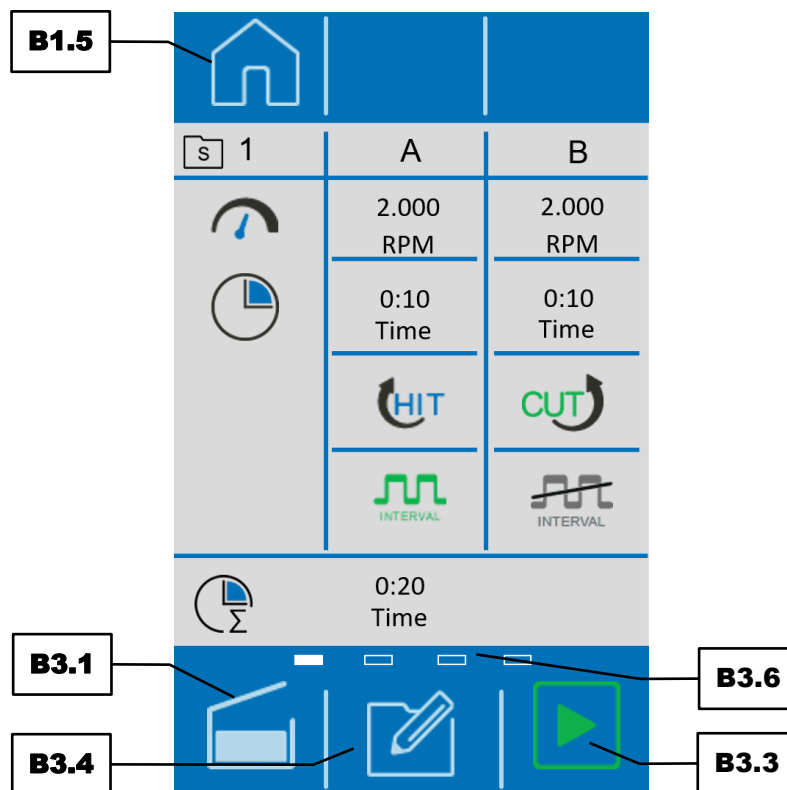 B1.5
S 1 A B
2.000 2.000
RPM RPM
0:10 0:10
Time Time
HIT CUT
INTERVAL INTERVAL
0:20
Σ Time
B3.1
B3.6
B3.4
B3.3